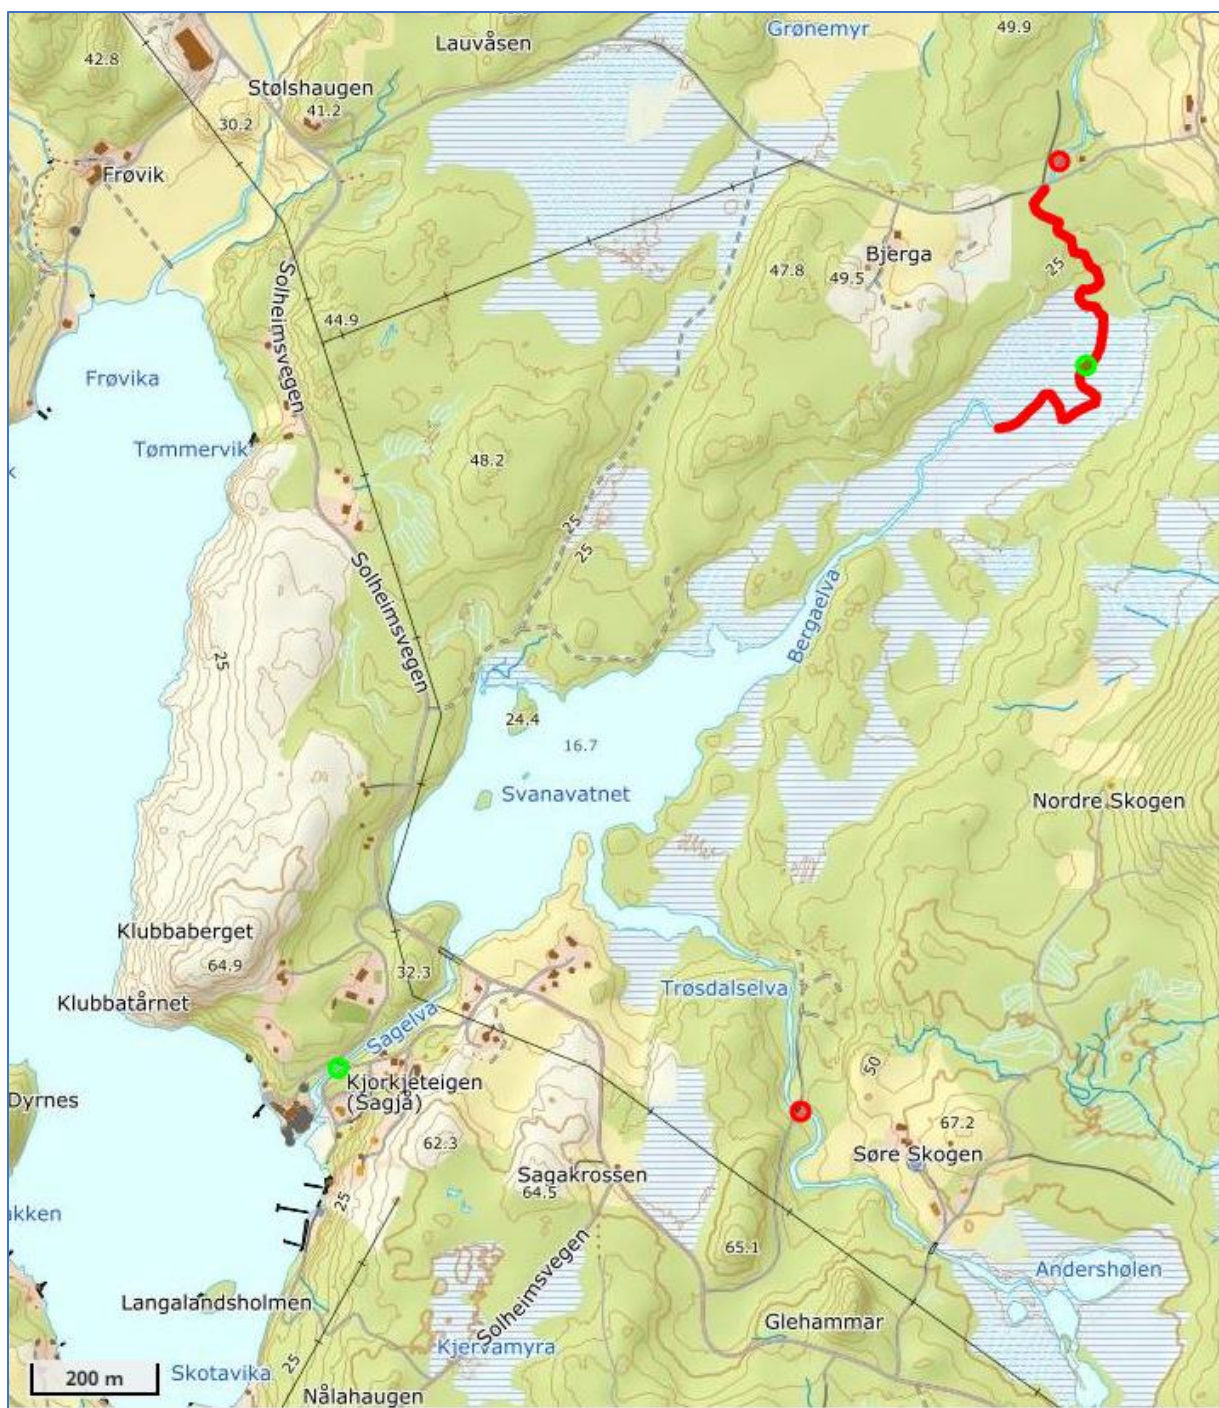 Grønemyr
49.9
Lauvåsen
42.8
Stølshaugen
41.2
30.2
Frøvik
Bjerga
47.8
49.5
25
Solheimsvegen
44.9
Frøvika
Tømmervik
48.2
25
25
Solheimsvegen
Bergaelva
25
24.4
16.7
Svanavatnet
Nordre Skogen
Klubbaberget
64.9
32.3
Klubbatårnet
Trøsdalselva
Sagelva
50
Kjorkjeteigen
(Sagjå)
Dyrnes
67.2
62.3
Søre Skogen
Sagakrossen
64.5
25
akken
65.1
Solheimsvegen
Andershølen
Langalandsholmen
Glehammar
Kjervamyra
25
Skotavika
200 m
Nålahaugen